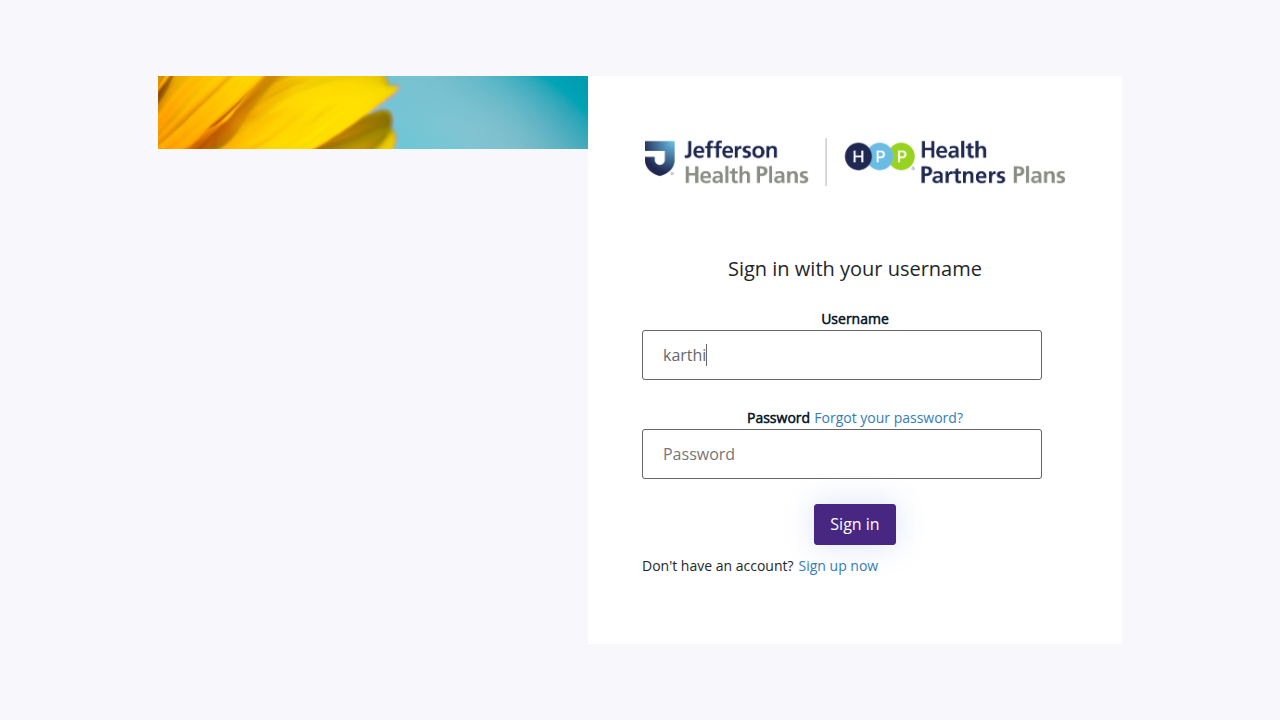 Jefferson
Health Plans
HPP Health
Partners Plans
Sign in with your username
Username
karthi
Password Forgot your password?
Password
Sign in
Don't have an account? Sign up now